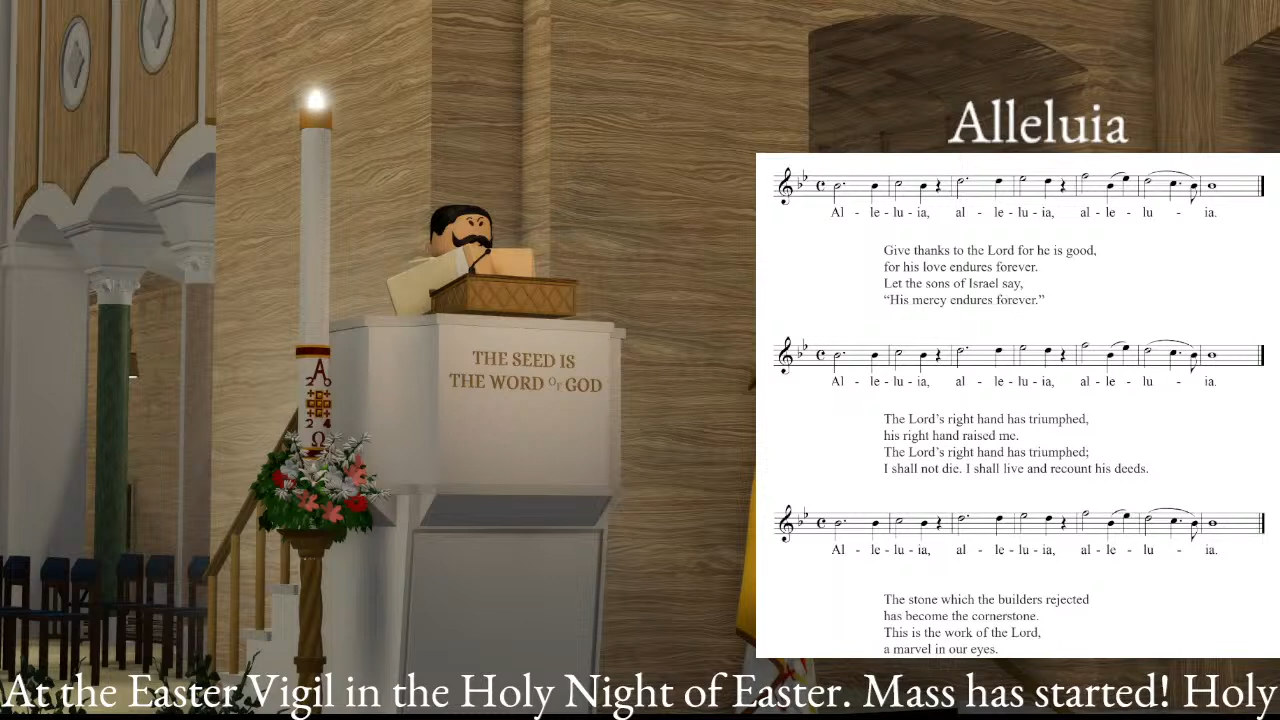 Alleluia
Al - le - lu - ia, al - le - lu - ia, al - le - lu - ia.
Give thanks to the Lord for he is good,
for his love endures forever.
Let the sons of Israel say,
“His mercy endures forever.”
Al - le - lu - ia, al - le - lu - ia, al - le - lu - ia.
The Lord’s right hand has triumphed,
his right hand raised me.
The Lord’s right hand has triumphed;
I shall not die. I shall live and recount his deeds.
Al - le - lu - ia, al - le - lu - ia, al - le - lu - ia.
The stone which the builders rejected
has become the cornerstone.
This is the work of the Lord,
a marvel in our eyes.
THE SEED IS
THE WORD OF GOD
Α
2 0
2 4
Ω
At the Easter Vigil in the Holy Night of Easter. Mass has started! Holy